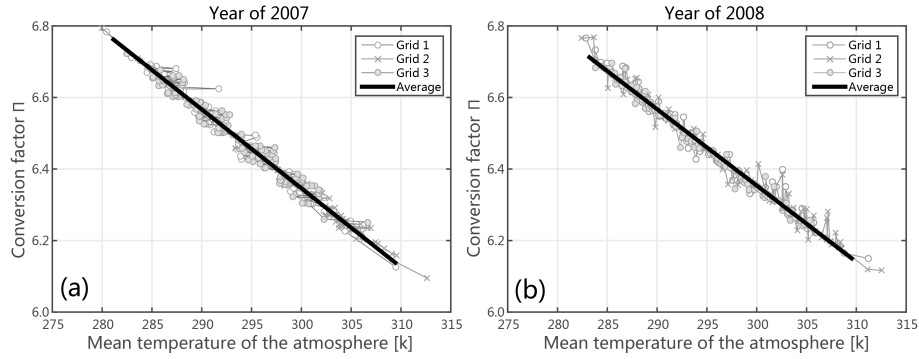 Year of 2007
6.8
6.6
6.4
6.2
6.0
Conversion factor Π
Grid 1
Grid 2
Grid 3
Average
(a)
275 280 285 290 295 300 305 310 315
Mean temperature of the atmosphere [k]
Year of 2008
6.8
6.6
6.4
6.2
6.0
Conversion factor Π
Grid 1
Grid 2
Grid 3
Average
(b)
275 280 285 290 295 300 305 310 315
Mean temperature of the atmosphere [k]